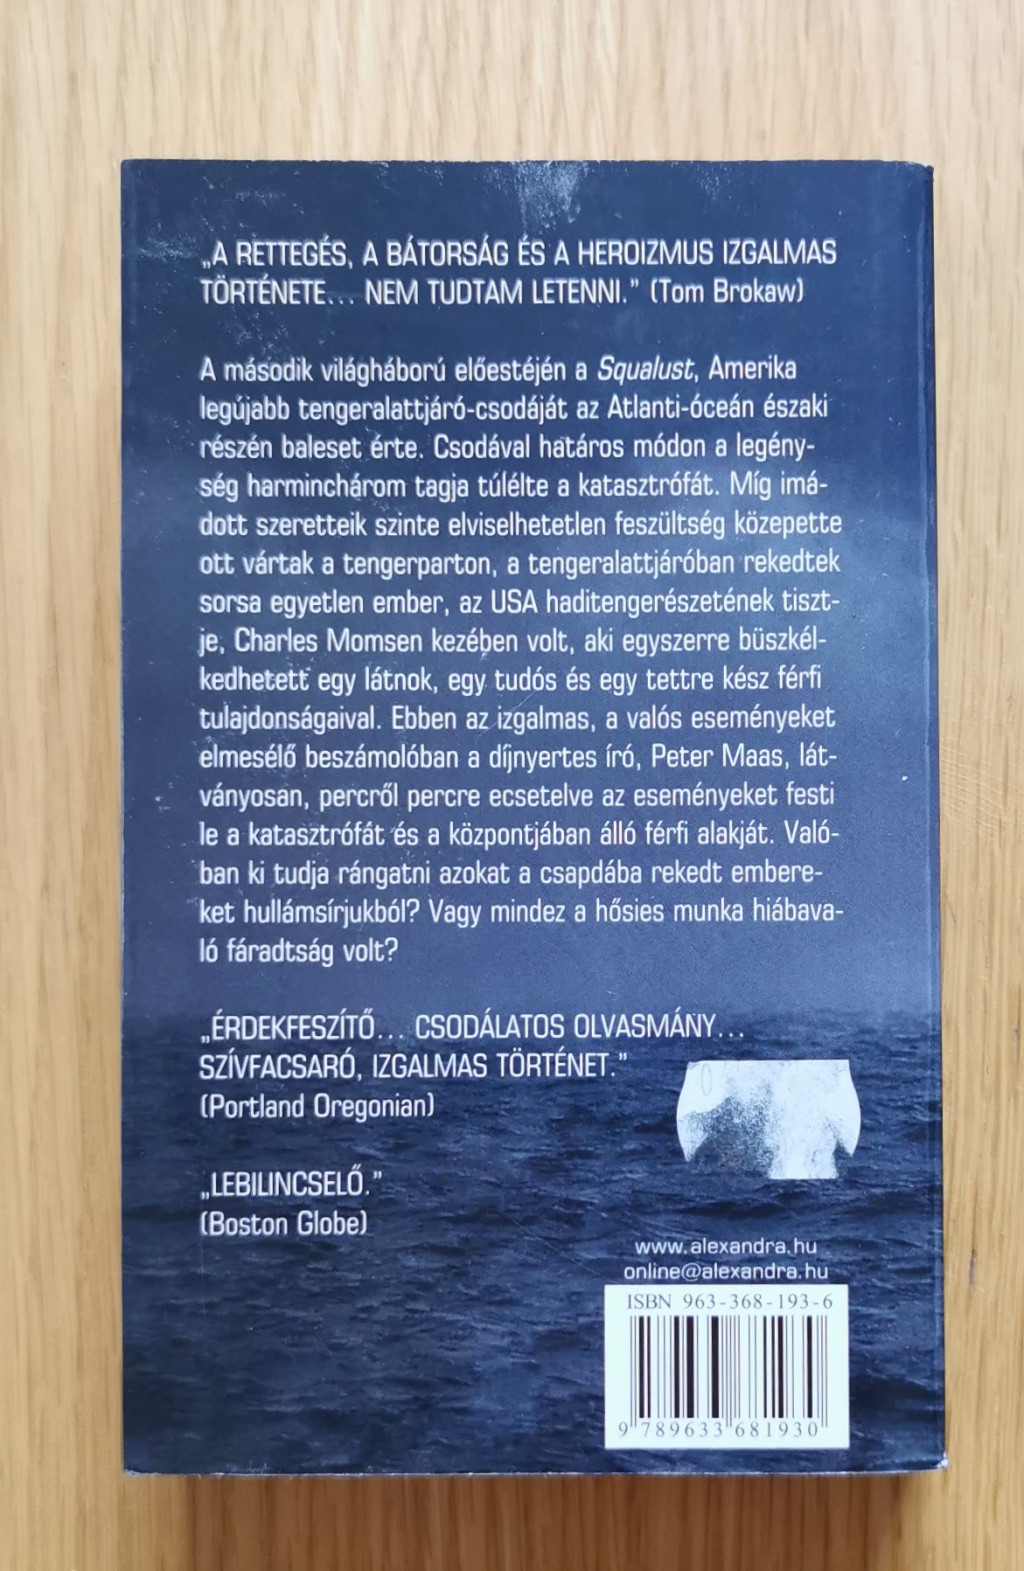 „A RETTEGÉS, A BÁTORSÁG ÉS A HEROIZMUS IZGALMAS
TÖRTÉNETE... NEM TUDTAM LETENNI.” (Tom Brokaw)
A második világháború előestéjén a Squalust, Amerika
legújabb tengeralattjáró-csodáját az Atlanti-óceán északi
részén baleset érte. Csodával határos módon a legény-
ség harminchárom tagja túlélte a katasztrófát. Míg imá-
dott szeretteik szinte elviselhetetlen feszültség közepette
ott vártak a tengerparton, a tengeralattjáróban rekedtek
sorsa egyetlen ember, az USA haditengerészetének tiszt-
je, Charles Momsen kezében volt, aki egyszerre büszkél-
kedhetett egy látnok, egy tudós és egy tettre kész férfi
tulajdonságaival. Ebben az izgalmas, a valós eseményeket
elmesélő beszámolóban a díjnyertes író, Peter Maas, lát-
ványosan, percről percre ecsetelve az eseményeket festi
le a katasztrófát és a központjában álló férfi alakját. Való-
ban ki tudja rángatni azokat a csapdába rekedt embere-
ket hullámsírjukból? Vagy mindez a hősies munka hiábava-
ló fáradtság volt?
„ÉRDEKFESZÍTŐ... CSODÁLATOS OLVASMÁNY...
SZÍVFACSARÓ, IZGALMAS TÖRTÉNET.”
(Portland Oregonian)
„LEBILINCSELŐ.”
(Boston Globe)
www.alexandra.hu
online@alexandra.hu
ISBN 963-368-193-6
9 789633 681930